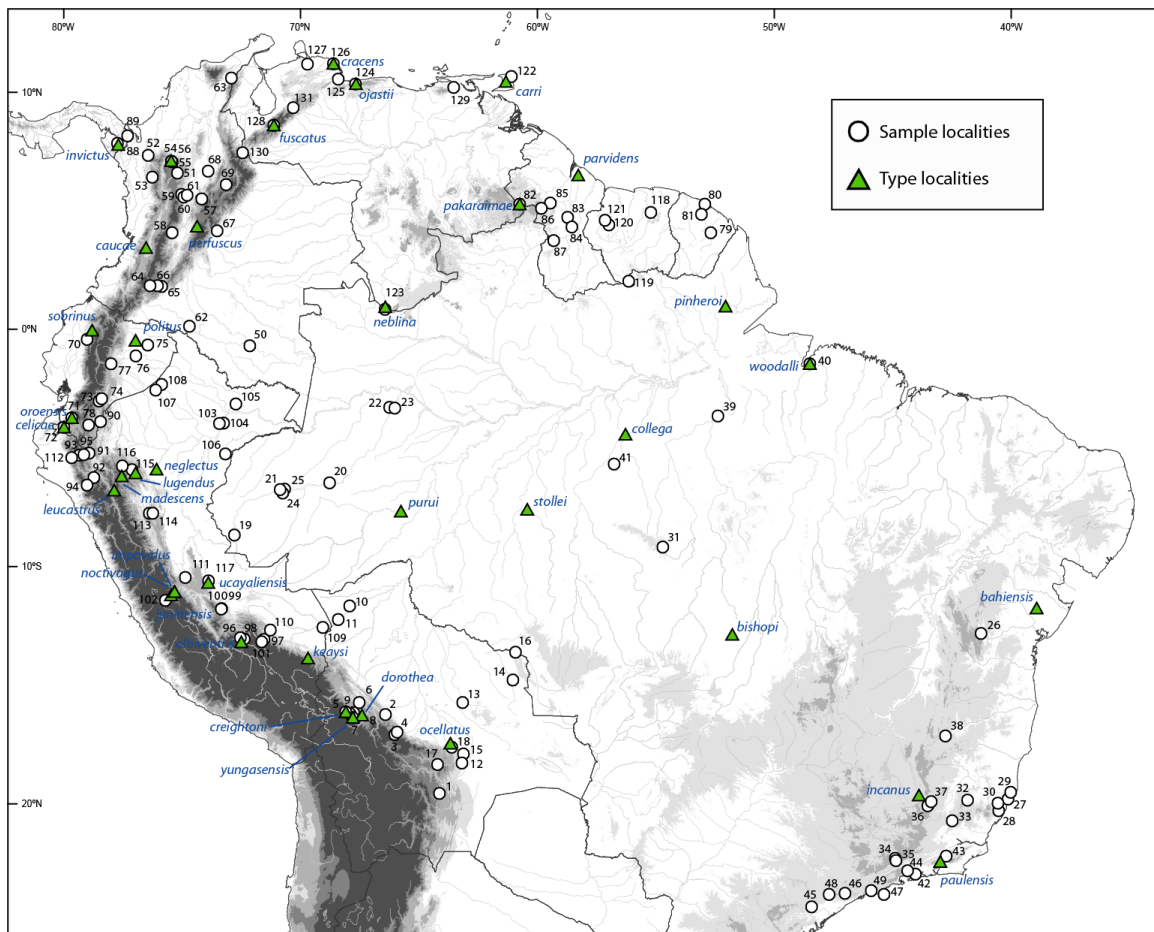 80°W 70°W 60°W 50°W 40°W
127 126 cracens
124
63 125 ojastii 122
10°N 129 carri
131
128 fuscatus
89
88 52 54 56
invictus 55 130
51 68 parvidens
53 69
61
59 60 57
82 85
pakaraimae 86 83 121 118 80
120 81
58 perfuscus 67 84 79
caucae 87
64 66
65 119
123
neblina pinheroi
sobrinus politus 62
0°N
70 75 50
76 woodalli 40
77
108
74 107 105
73 22 23 39
oroensis 71 78 90 103 104
celicae collega
72
93 95 91 106
112 116 neglectus 41
92 115 lugendus 20
94 madescens 21 25
leucastrus 24 purui stollei
113 114
19 31
10°S 111 117
noctivagus ucayaliensis
10099
102 10 bahiensis
11
96 98 110 109 bishopi 26
97
101 keaysi 16
14
dorothea
9 6 13
5 2
creightoni 8 4 ocellatus 38
7 3
18
yungasensis 17 15
12
incanus 37 32 29
20°S 1 30
36 27
33 28
34 35 43
44
49 42 paulensis
48 46
45 47
Sample localities
Type localities